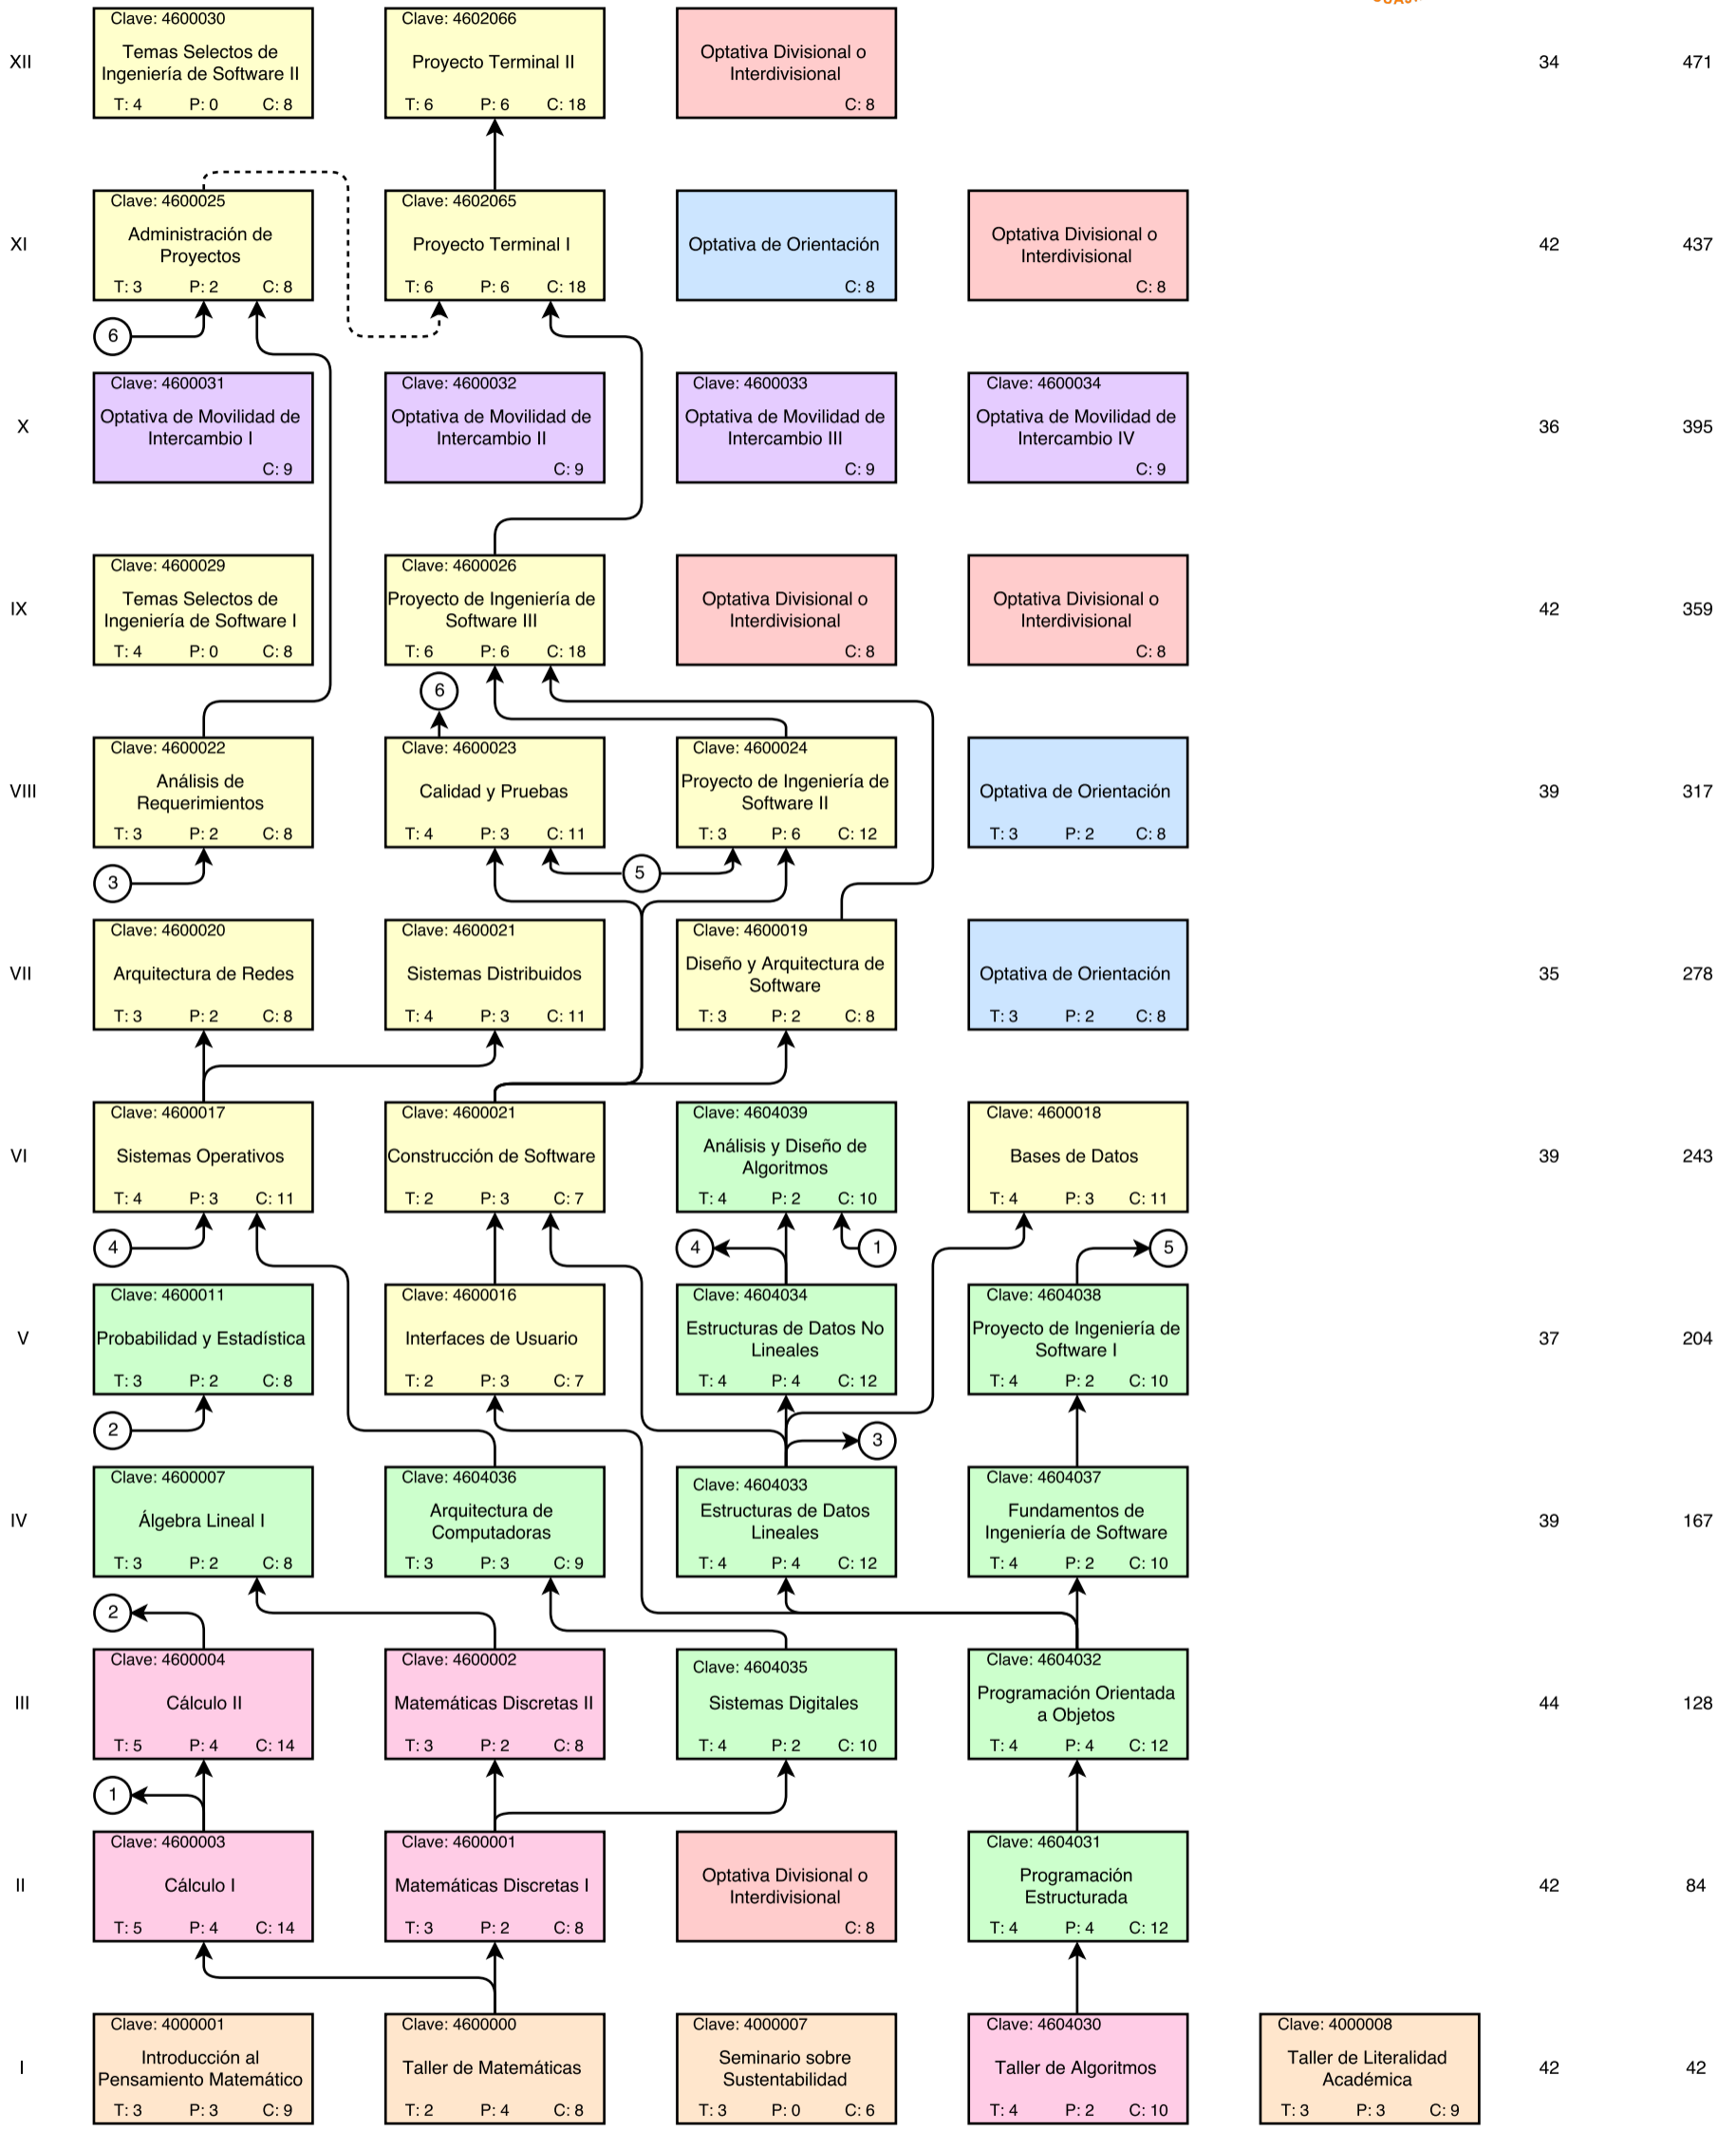 Clave: 4600030
Temas Selectos de
Ingeniería de Software II
T: 4 P: 0 C: 8
Clave: 4602066
Proyecto Terminal II
T: 6 P: 6 C: 18
Optativa Divisional o
Interdivisional
C: 8
XII
34
471
Clave: 4600025
Administración de
Proyectos
T: 3 P: 2 C: 8
Clave: 4602065
Proyecto Terminal I
T: 6 P: 6 C: 18
Optativa de Orientación
C: 8
Optativa Divisional o
Interdivisional
C: 8
XI
42
437
6
Clave: 4600031
Optativa de Movilidad de
Intercambio I
C: 9
Clave: 4600032
Optativa de Movilidad de
Intercambio II
C: 9
Clave: 4600033
Optativa de Movilidad de
Intercambio III
C: 9
Clave: 4600034
Optativa de Movilidad de
Intercambio IV
C: 9
X
36
395
Clave: 4600029
Temas Selectos de
Ingeniería de Software I
T: 4 P: 0 C: 8
Clave: 4600026
Proyecto de Ingeniería de
Software III
T: 6 P: 6 C: 18
Optativa Divisional o
Interdivisional
C: 8
Optativa Divisional o
Interdivisional
C: 8
IX
42
359
6
Clave: 4600022
Análisis de
Requerimientos
T: 3 P: 2 C: 8
Clave: 4600023
Calidad y Pruebas
T: 4 P: 3 C: 11
Clave: 4600024
Proyecto de Ingeniería de
Software II
T: 3 P: 6 C: 12
Optativa de Orientación
T: 3 P: 2 C: 8
VIII
39
317
3
5
Clave: 4600020
Arquitectura de Redes
T: 3 P: 2 C: 8
Clave: 4600021
Sistemas Distribuidos
T: 4 P: 3 C: 11
Clave: 4600019
Diseño y Arquitectura de
Software
T: 3 P: 2 C: 8
Optativa de Orientación
T: 3 P: 2 C: 8
VII
35
278
Clave: 4600017
Sistemas Operativos
T: 4 P: 3 C: 11
Clave: 4600021
Construcción de Software
T: 2 P: 3 C: 7
Clave: 4604039
Análisis y Diseño de
Algoritmos
T: 4 P: 2 C: 10
Clave: 4600018
Bases de Datos
T: 4 P: 3 C: 11
VI
39
243
4
4
1
5
Clave: 4600011
Probabilidad y Estadística
T: 3 P: 2 C: 8
Clave: 4600016
Interfaces de Usuario
T: 2 P: 3 C: 7
Clave: 4604034
Estructuras de Datos No
Lineales
T: 4 P: 4 C: 12
Clave: 4604038
Proyecto de Ingeniería de
Software I
T: 4 P: 2 C: 10
V
37
204
2
3
Clave: 4600007
Álgebra Lineal I
T: 3 P: 2 C: 8
Clave: 4604036
Arquitectura de
Computadoras
T: 3 P: 3 C: 9
Clave: 4604033
Estructuras de Datos
Lineales
T: 4 P: 4 C: 12
Clave: 4604037
Fundamentos de
Ingeniería de Software
T: 4 P: 2 C: 10
IV
39
167
2
Clave: 4600004
Cálculo II
T: 5 P: 4 C: 14
Clave: 4600002
Matemáticas Discretas II
T: 3 P: 2 C: 8
Clave: 4604035
Sistemas Digitales
T: 4 P: 2 C: 10
Clave: 4604032
Programación Orientada
a Objetos
T: 4 P: 4 C: 12
III
44
128
1
Clave: 4600003
Cálculo I
T: 5 P: 4 C: 14
Clave: 4600001
Matemáticas Discretas I
T: 3 P: 2 C: 8
Optativa Divisional o
Interdivisional
C: 8
Clave: 4604031
Programación
Estructurada
T: 4 P: 4 C: 12
II
42
84
Clave: 4000001
Introducción al
Pensamiento Matemático
T: 3 P: 3 C: 9
Clave: 4600000
Taller de Matemáticas
T: 2 P: 4 C: 8
Clave: 4000007
Seminario sobre
Sustentabilidad
T: 3 P: 0 C: 6
Clave: 4604030
Taller de Algoritmos
T: 4 P: 2 C: 10
Clave: 4000008
Taller de Literalidad
Académica
T: 3 P: 3 C: 9
I
42
42